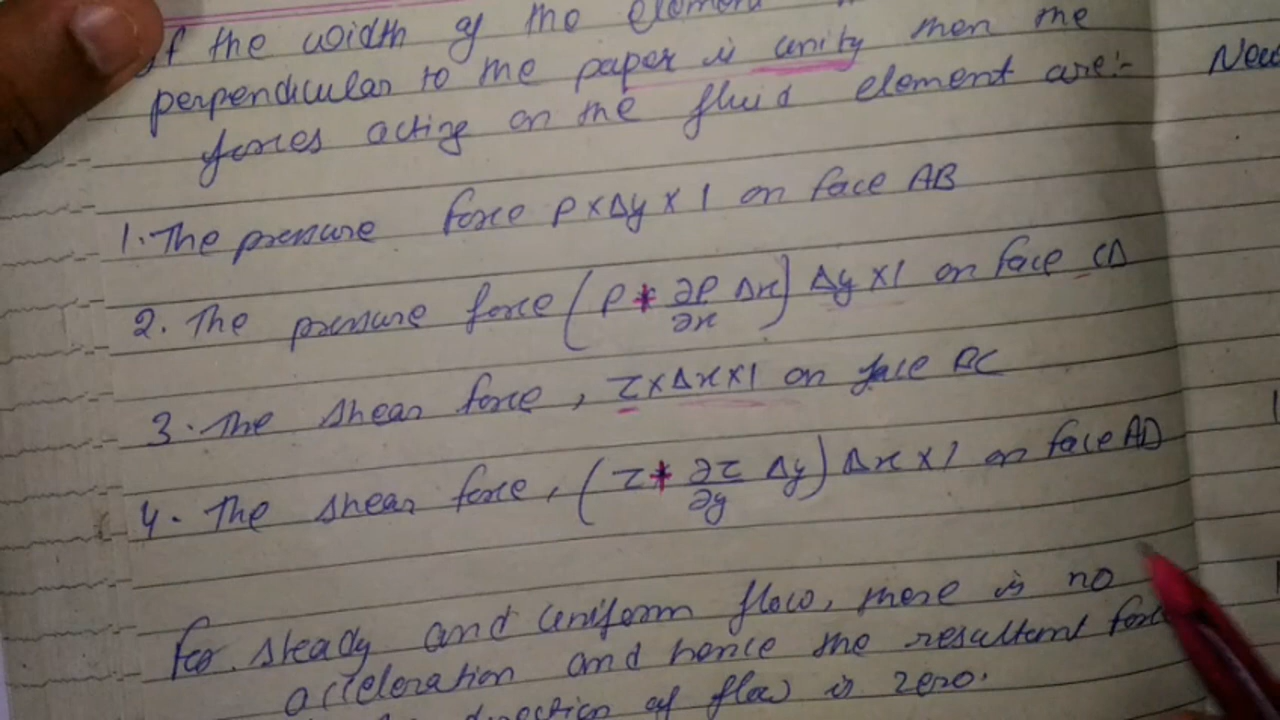 If the width of the element
perpendicular to the paper is unity then the
forces acting on the fluid element are:-
1. The pressure force P×Δy×1 on face AB
2. The pressure force (P + ∂P/∂x Δx) Δy×1 on face CD
3. The shear force, τ×Δx×1 on face BC
4. The shear force, (τ + ∂τ/∂y Δy) Δx×1 on face AD
For steady and uniform flow, there is no
acceleration and hence the resultant force
direction of flow is zero.